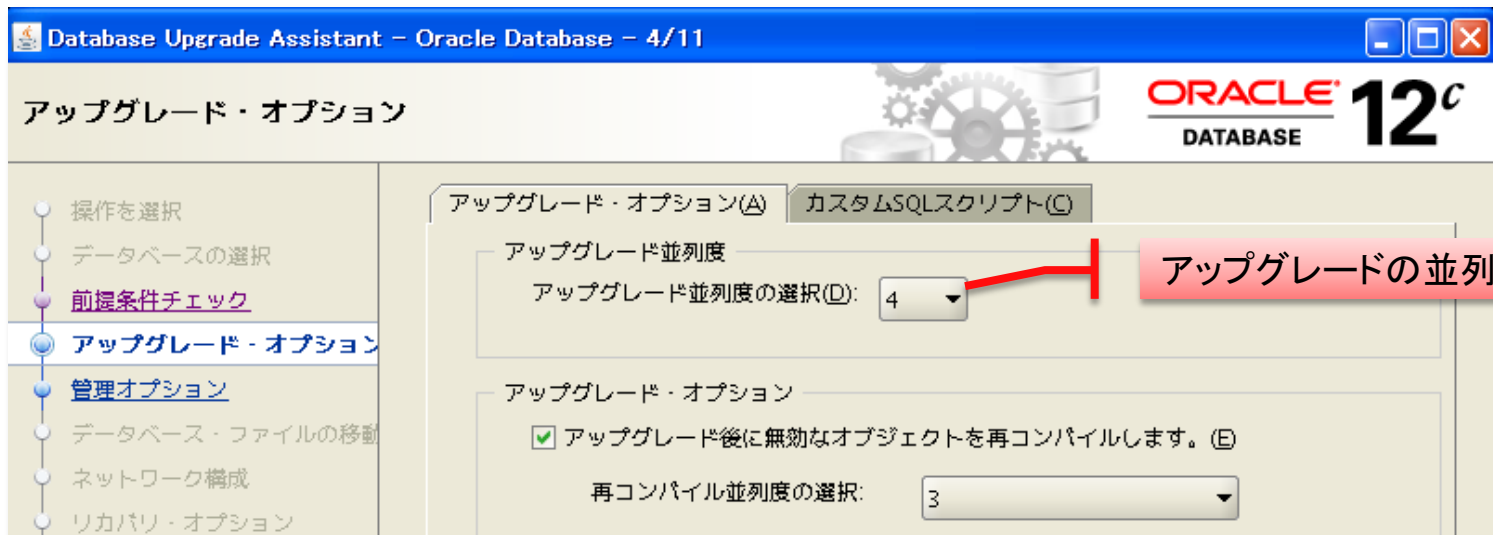 Database Upgrade Assistant - Oracle Database - 4/11
アップグレード・オプション
ORACLE
DATABASE
12c
操作を選択
データベースの選択
前提条件チェック
アップグレード・オプション
管理オプション
データベース・ファイルの移動
ネットワーク構成
リカバリ・オプション
アップグレード・オプション(A)
カスタムSQLスクリプト(C)
アップグレード並列度
アップグレード並列度の選択(D): 4
アップグレードの並列
アップグレード・オプション
アップグレード後に無効なオブジェクトを再コンパイルします。(E)
再コンパイル並列度の選択: 3